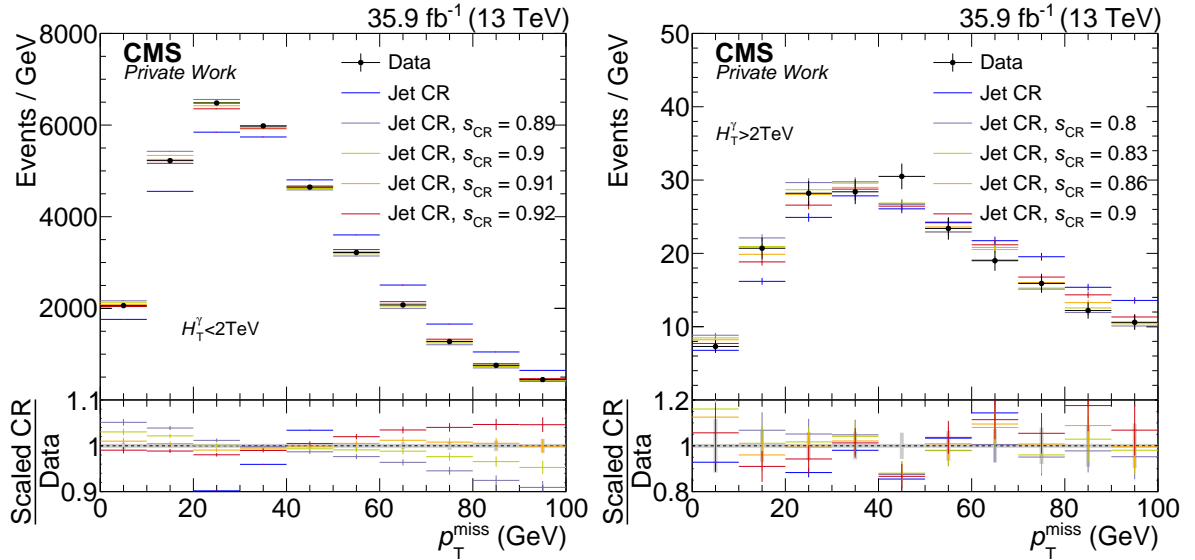 35.9 fb⁻¹ (13 TeV)
CMS
Private Work
Events / GeV
8000
6000
4000
2000
Data
Jet CR
Jet CR, s_CR = 0.89
Jet CR, s_CR = 0.9
Jet CR, s_CR = 0.91
Jet CR, s_CR = 0.92
H_T^γ<2TeV
Scaled CR
Data
1.1
1
0.9
0 20 40 60 80 100
p_T^miss (GeV)
35.9 fb⁻¹ (13 TeV)
CMS
Private Work
Events / GeV
50
40
30
20
10
Data
Jet CR
Jet CR, s_CR = 0.8
Jet CR, s_CR = 0.83
Jet CR, s_CR = 0.86
Jet CR, s_CR = 0.9
H_T^γ>2TeV
Scaled CR
Data
1.2
1
0.8
0 20 40 60 80 100
p_T^miss (GeV)